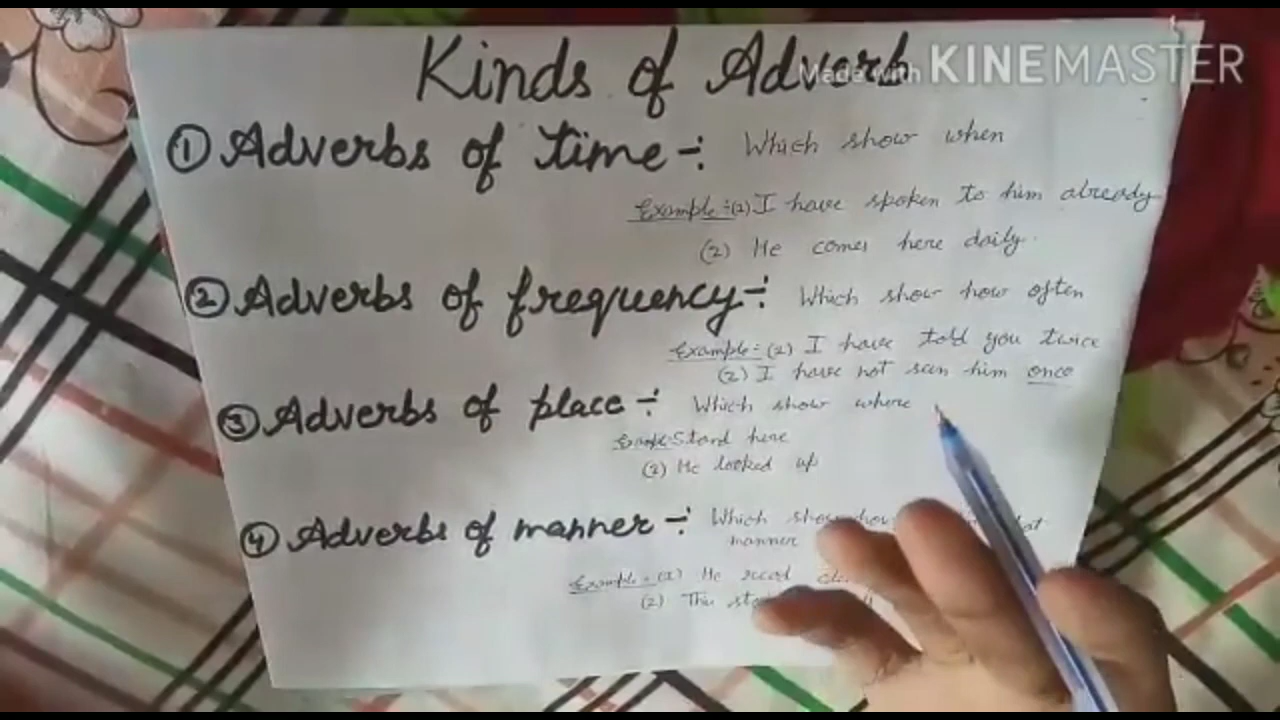 Kinds of Adverb
Made with KINEMASTER
① Adverbs of time -: Which show when
Example :- (1) I have spoken to him already
(2) He comes here daily.
② Adverbs of frequency -: Which show how often
Example :- (1) I have told you twice
(2) I have not seen him once
③ Adverbs of place -: Which show where
Example Stand here
(2) He looked up
④ Adverbs of manner -: Which show how
manner
Example :- (1) He read
(2) This